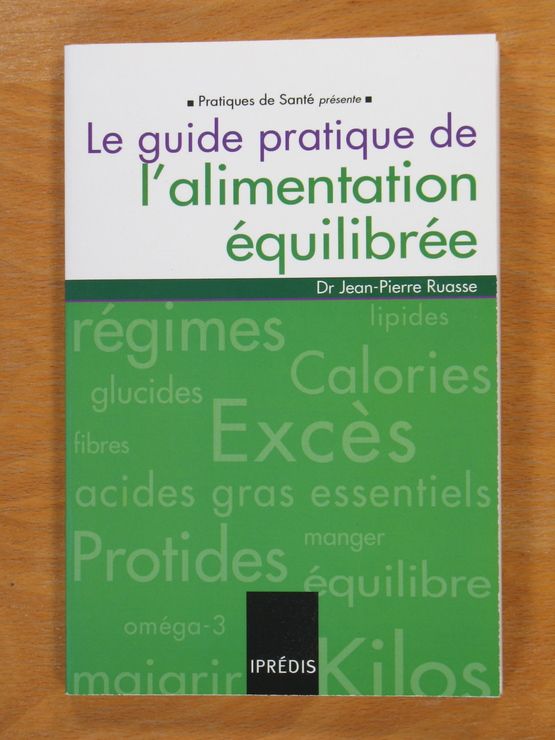 Pratiques de Santé présente
Le guide pratique de
l'alimentation
équilibrée
Dr Jean-Pierre Ruasse
régimes
lipides
Calories
glucides
Excès
fibres
acides gras essentiels
Protides
manger
équilibre
oméga-3
maigrir
Kilos
IPRÉDIS